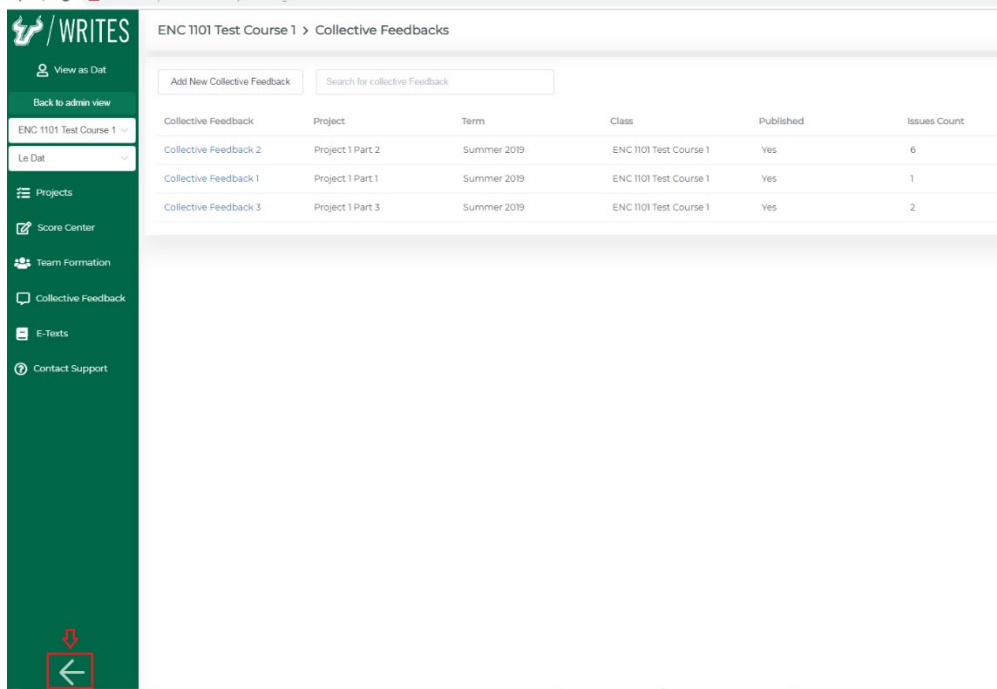 /WRITES
ENC 1101 Test Course 1 > Collective Feedbacks
View as Dat
Back to admin view
ENC 1101 Test Course 1
Le Dat
Projects
Score Center
Team Formation
Collective Feedback
E-Texts
Contact Support
Add New Collective Feedback Search for collective Feedback
Collective Feedback Project Term Class Published Issues Count
Collective Feedback 2 Project 1 Part 2 Summer 2019 ENC 1101 Test Course 1 Yes 6
Collective Feedback 1 Project 1 Part 1 Summer 2019 ENC 1101 Test Course 1 Yes 1
Collective Feedback 3 Project 1 Part 3 Summer 2019 ENC 1101 Test Course 1 Yes 2